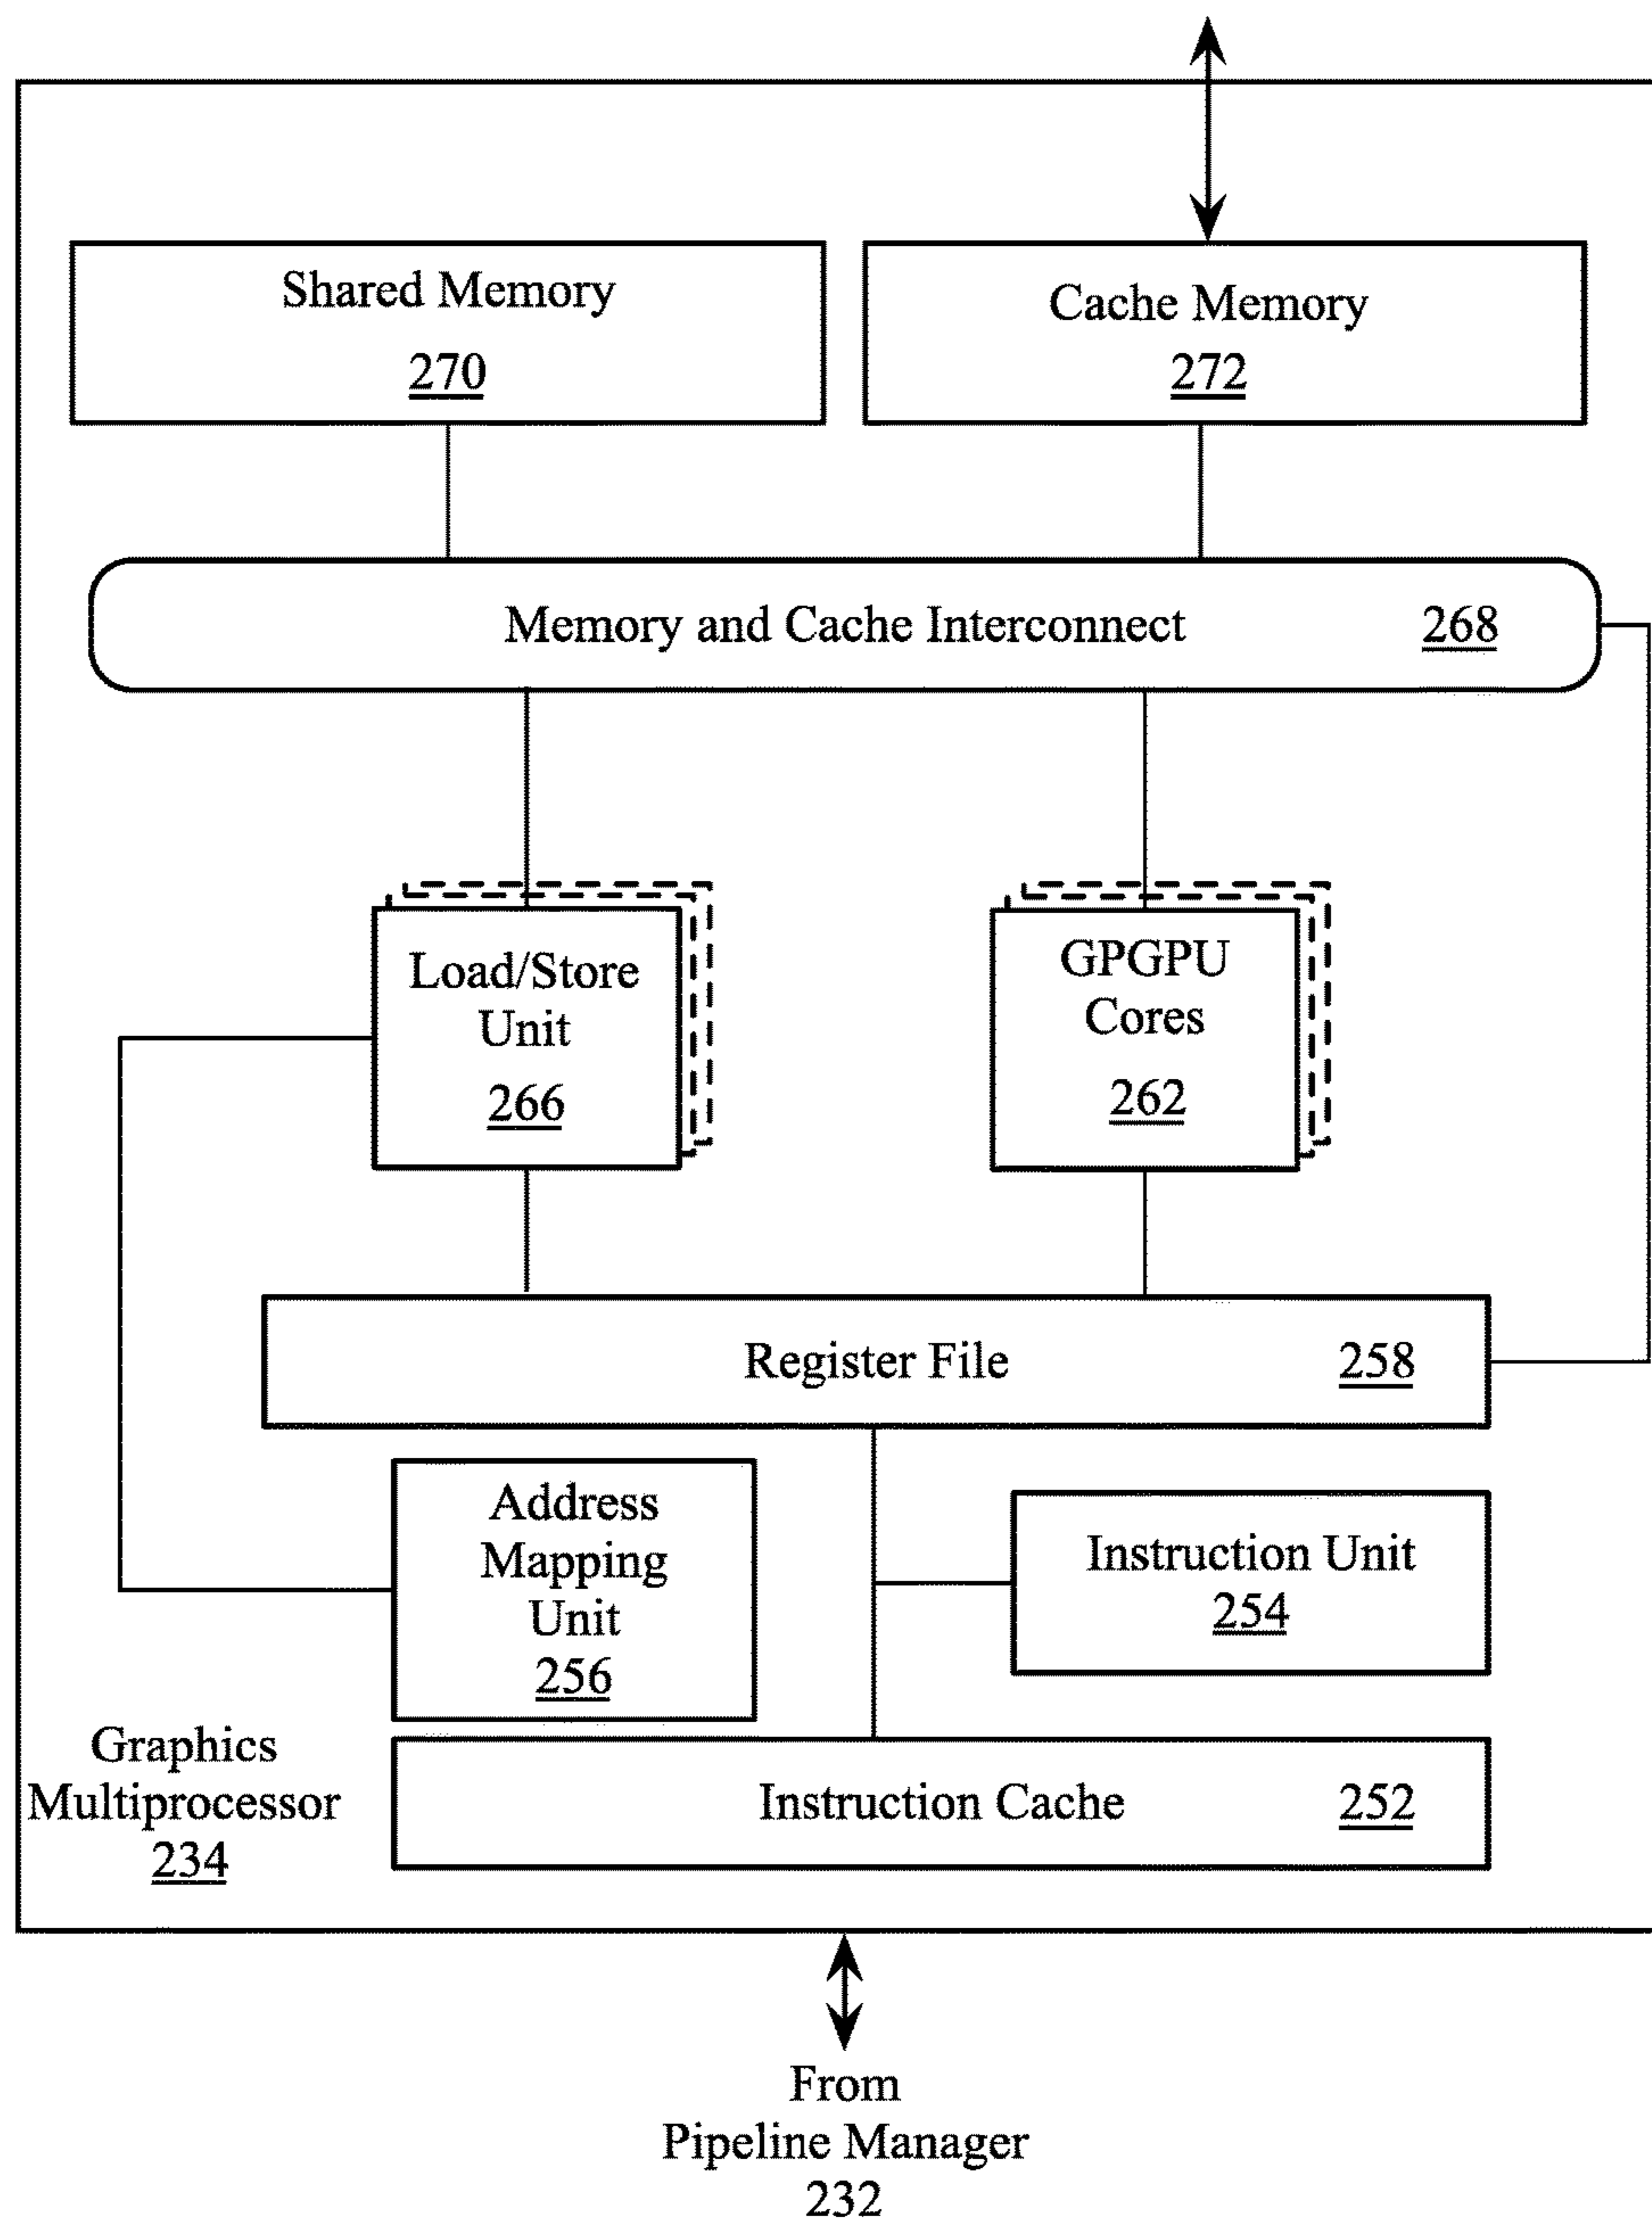 Shared Memory
270
Cache Memory
272
Memory and Cache Interconnect 268
Load/Store
Unit
266
GPGPU
Cores
262
Register File 258
Address
Mapping
Unit
256
Instruction Unit
254
Graphics
Multiprocessor
234
Instruction Cache 252
From
Pipeline Manager
232